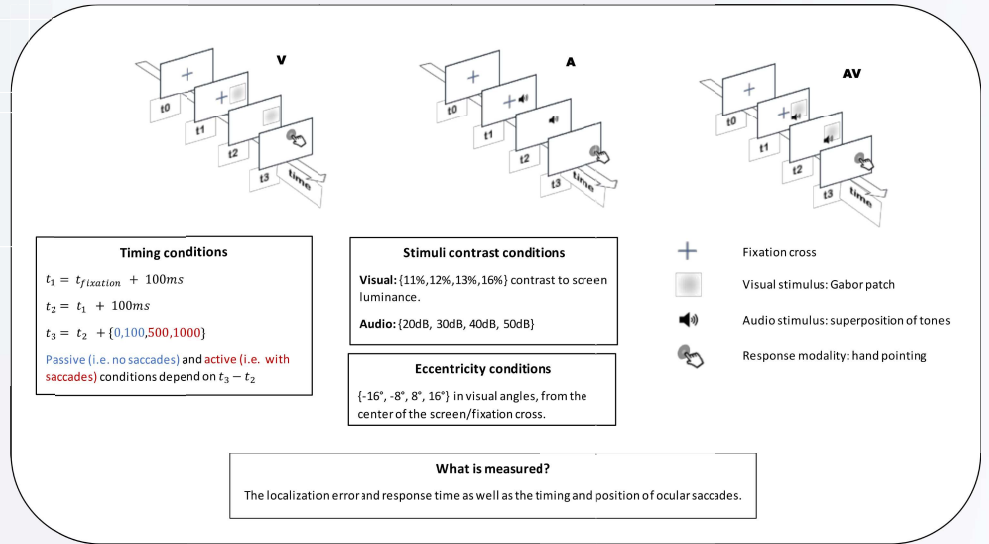 V
A
AV
t0
t1
t2
t3
time
t0
t1
t2
t3
time
t0
t1
t2
t3
time
Timing conditions
t₁ = t_fixation + 100ms
t₂ = t₁ + 100ms
t₃ = t₂ + {0,100,500,1000}
Passive (i.e. no saccades) and active (i.e. with
saccades) conditions depend on t₃ − t₂
Stimuli contrast conditions
Visual: {11%,12%,13%,16%} contrast to screen
luminance.
Audio: {20dB, 30dB, 40dB, 50dB}
Eccentricity conditions
{-16°, -8°, 8°, 16°} in visual angles, from the
center of the screen/fixation cross.
Fixation cross
Visual stimulus: Gabor patch
Audio stimulus: superposition of tones
Response modality: hand pointing
What is measured?
The localization error and response time as well as the timing and position of ocular saccades.